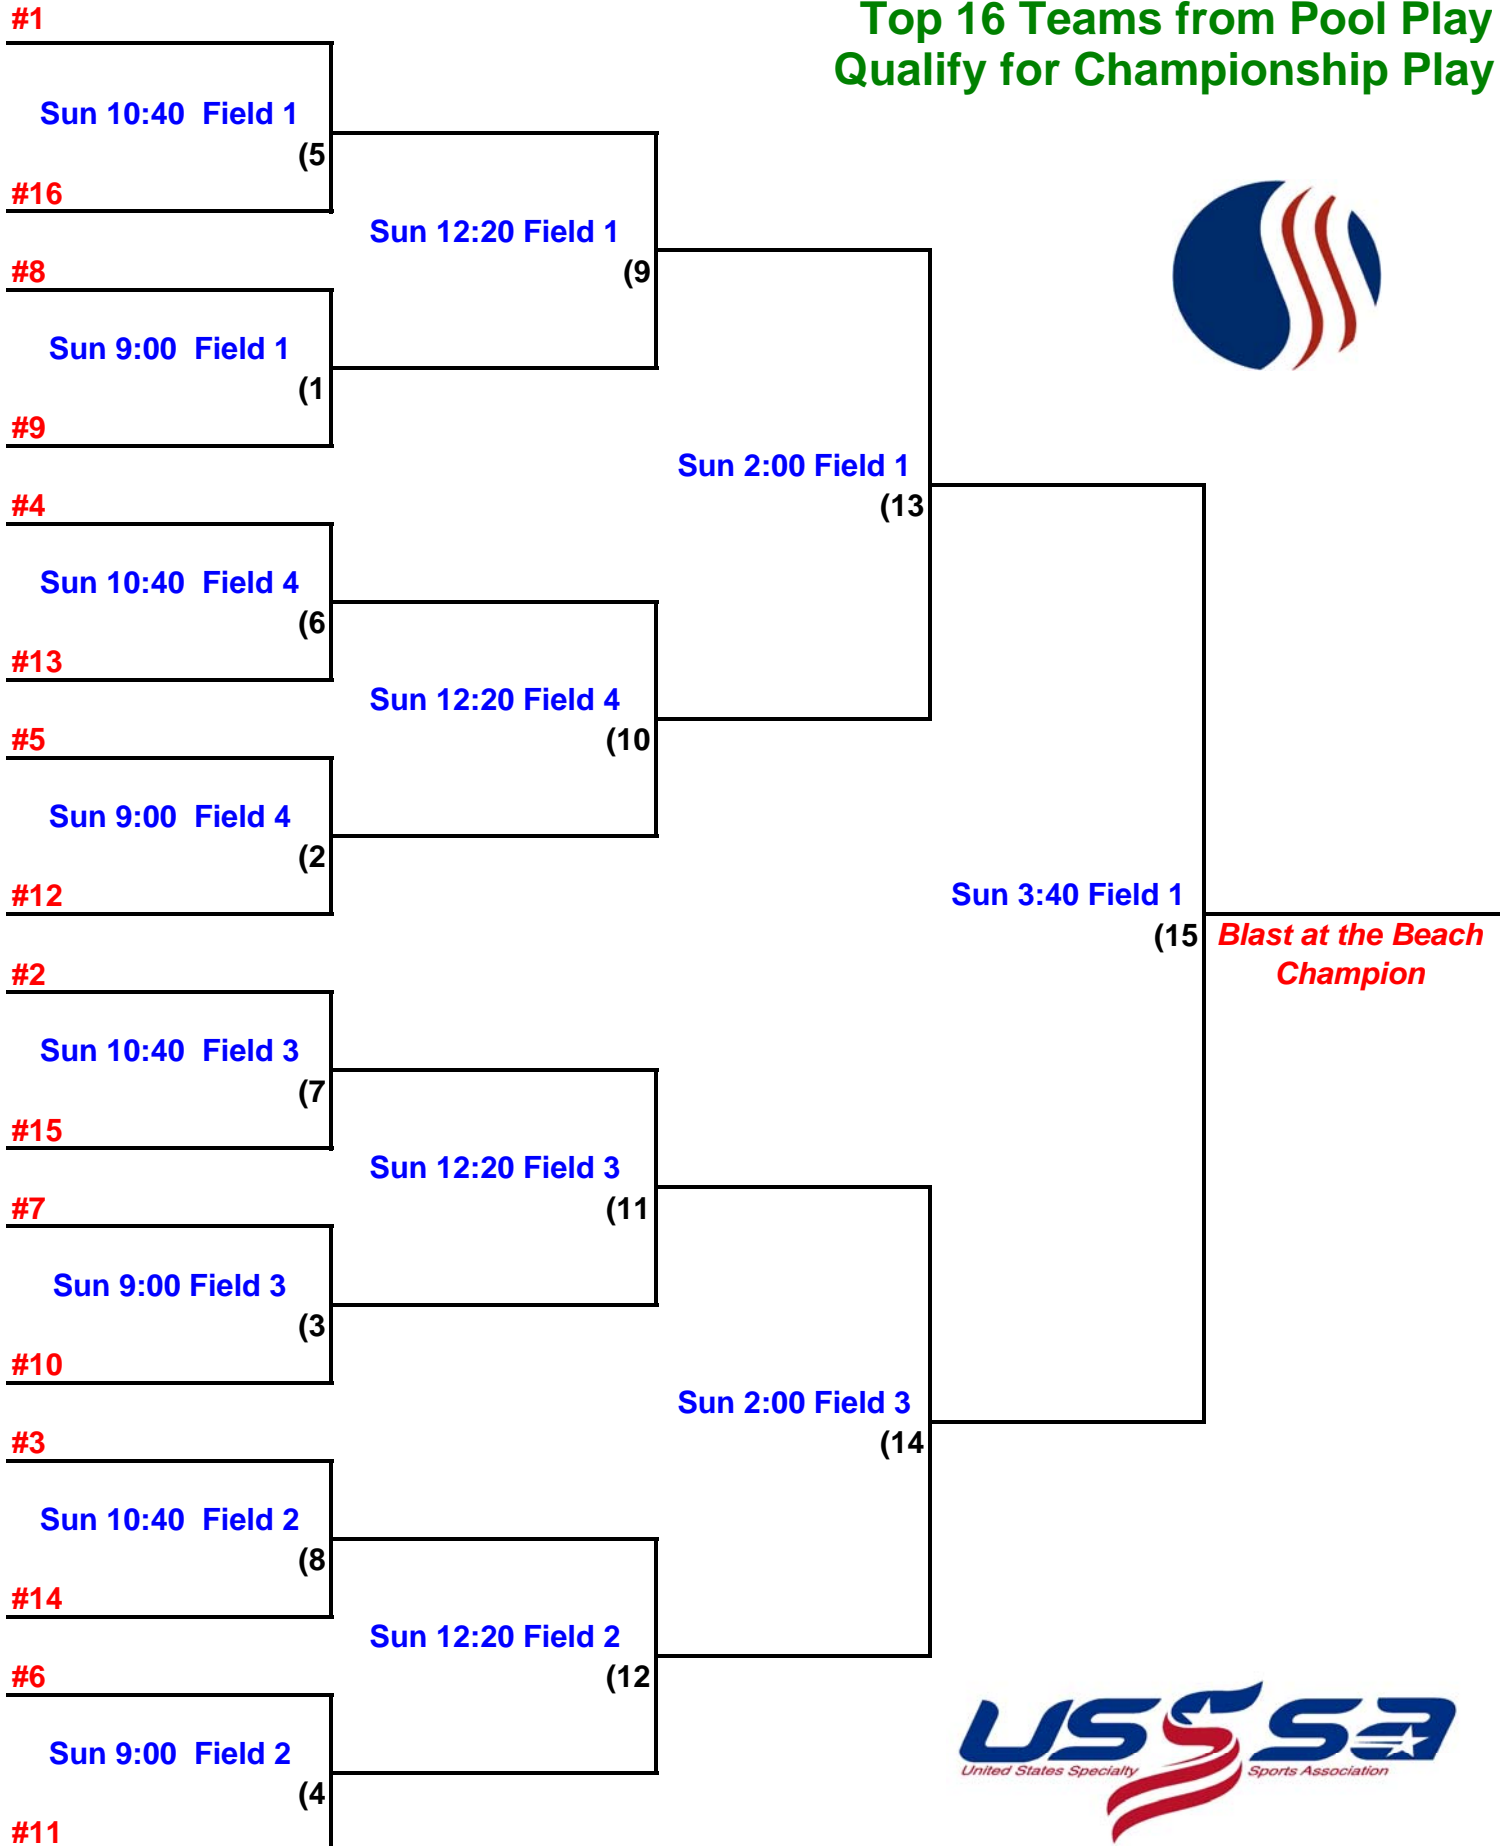 Top 16 Teams from Pool Play
Qualify for Championship Play
#1
Sun 10:40  Field 1
(5
#16
Sun 12:20 Field 1
(9
#8
Sun 9:00  Field 1
(1
#9
Sun 2:00 Field 1
(13
#4
Sun 10:40  Field 4
(6
#13
Sun 12:20 Field 4
(10
#5
Sun 9:00  Field 4
(2
#12
Sun 3:40 Field 1
(15
Blast at the Beach
Champion
#2
Sun 10:40  Field 3
(7
#15
Sun 12:20 Field 3
(11
#7
Sun 9:00 Field 3
(3
#10
Sun 2:00 Field 3
(14
#3
Sun 10:40  Field 2
(8
#14
Sun 12:20 Field 2
(12
#6
Sun 9:00  Field 2
(4
#11
USSSA
United States Specialty Sports Association